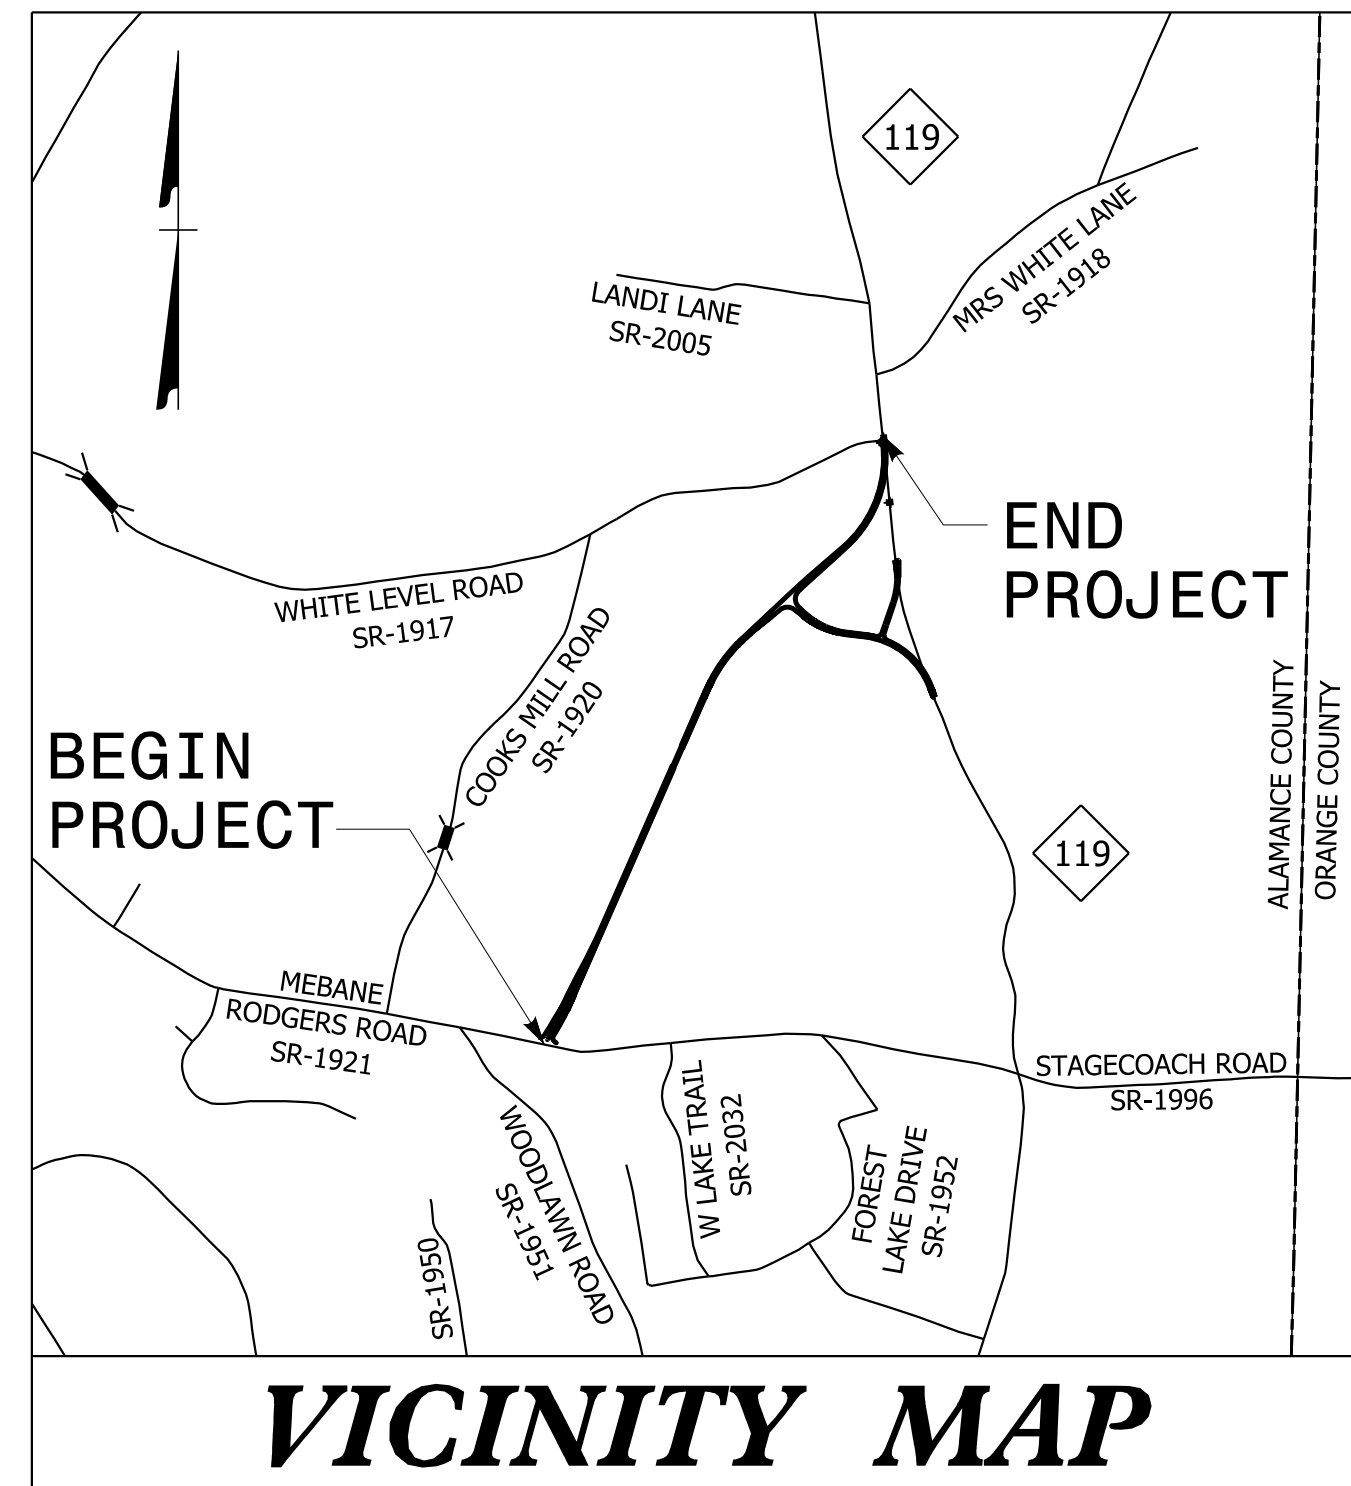 119
MRS WHITE LANE
SR-1918
LANDI LANE
SR-2005
END
PROJECT
WHITE LEVEL ROAD
SR-1917
COOKS MILL ROAD
SR-1920
ALAMANCE COUNTY
ORANGE COUNTY
BEGIN
PROJECT
119
MEBANE
RODGERS ROAD
SR-1921
STAGECOACH ROAD
SR-1996
W LAKE TRAIL
SR-2032
WOODLAWN ROAD
SR-1951
FOREST
LAKE DRIVE
SR-1952
SR-1950
VICINITY MAP